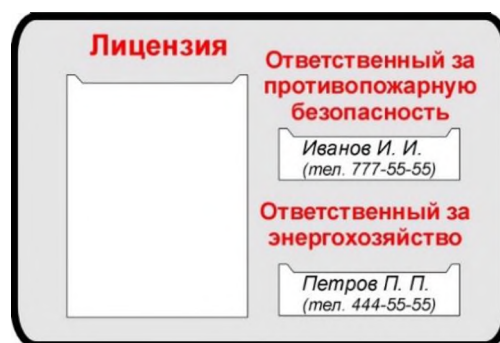 Лицензия
Ответственный за
противопожарную
безопасность
Иванов И. И.
(тел. 777-55-55)
Ответственный за
энергохозяйство
Петров П. П.
(тел. 444-55-55)